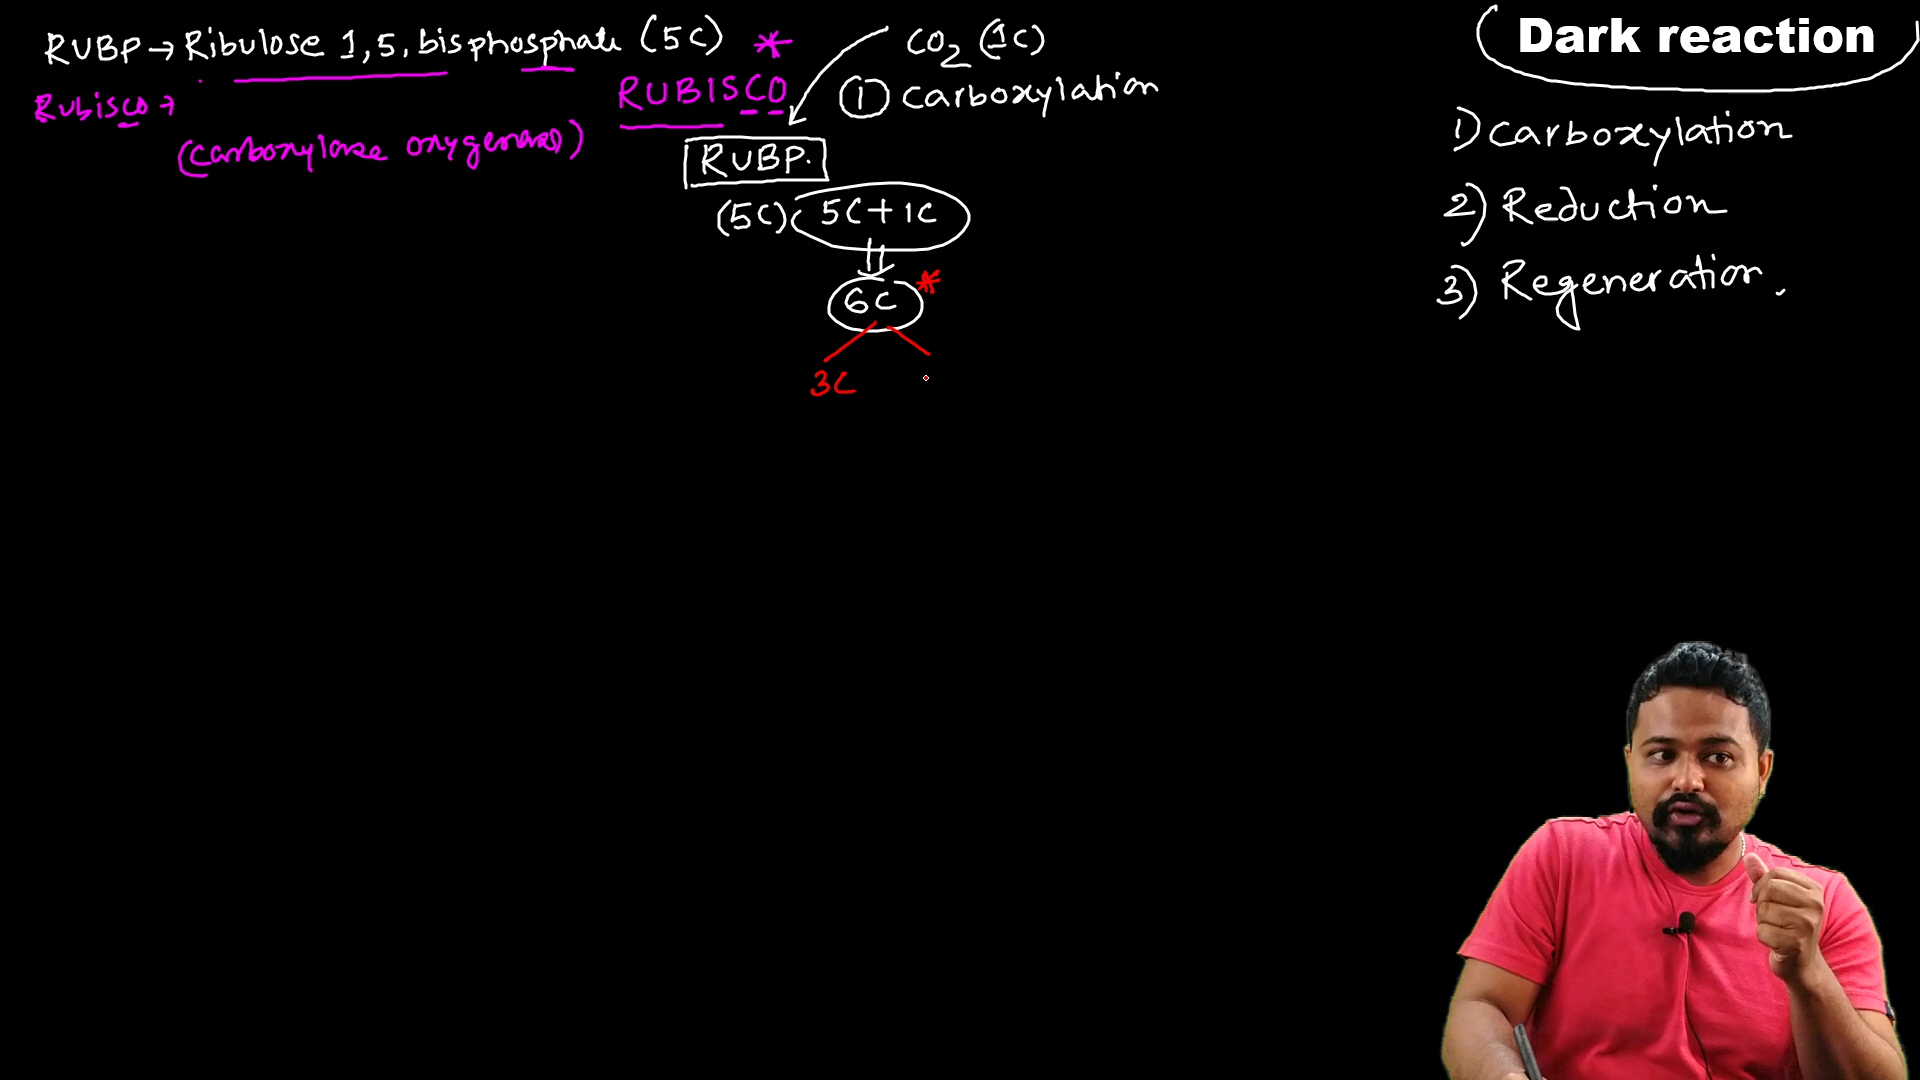 RUBP → Ribulose 1,5, bisphosphate (5C) *
CO2 (1C)
Rubisco →
(carboxylase oxygenase)
RUBISCO
① Carboxylation
RUBP.
(5C) 5C + 1C
6C *
3C
Dark reaction
1) Carboxylation
2) Reduction
3) Regeneration.